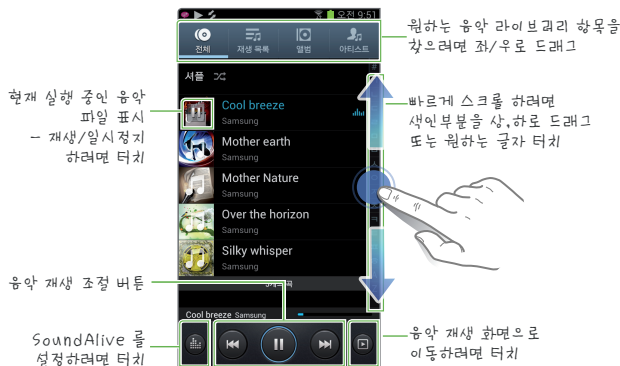 오전 9:51
전체
재생 목록
앨범
아티스트
원하는 음악 라이브러리 항목을
찾으려면 좌/우로 드래그
셔플
#
현재 실행 중인 음악
파일 표시
- 재생/일시정지
하려면 터치
Cool breeze
Samsung
Mother earth
Samsung
Mother Nature
Samsung
Over the horizon
Samsung
Silky whisper
Samsung
빠르게 스크롤 하려면
색인부분을 상,하로 드래그
또는 원하는 글자 터치
음악 재생 조절 버튼
Cool breeze Samsung
SoundAlive 를
설정하려면 터치
음악 재생 화면으로
이동하려면 터치